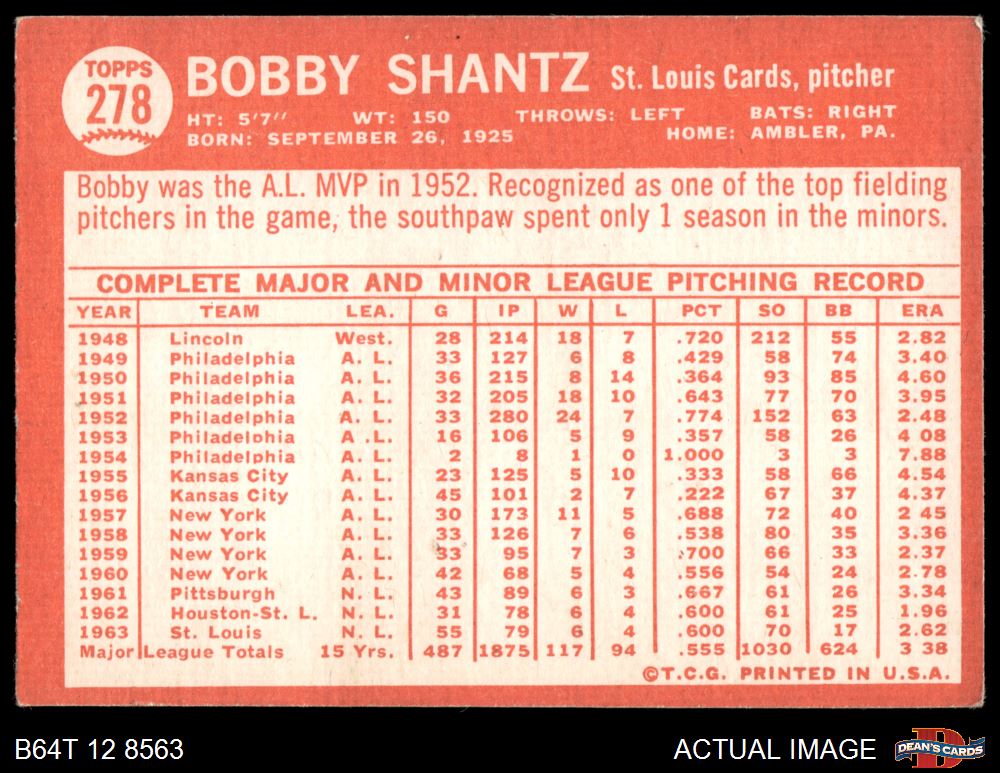 TOPPS
278
BOBBY SHANTZ St. Louis Cards, pitcher
HT: 5'7" WT: 150 THROWS: LEFT BATS: RIGHT
BORN: SEPTEMBER 26, 1925 HOME: AMBLER, PA.
Bobby was the A.L. MVP in 1952. Recognized as one of the top fielding
pitchers in the game, the southpaw spent only 1 season in the minors.
COMPLETE MAJOR AND MINOR LEAGUE PITCHING RECORD
YEAR TEAM LEA. G IP W L PCT SO BB ERA
1948 Lincoln West. 28 214 18 7 .720 212 55 2.82
1949 Philadelphia A. L. 33 127 6 8 .429 58 74 3.40
1950 Philadelphia A. L. 36 215 8 14 .364 93 85 4.60
1951 Philadelphia A. L. 32 205 18 10 .643 77 70 3.95
1952 Philadelphia A. L. 33 280 24 7 .774 152 63 2.48
1953 Philadelphia A .L. 16 106 5 9 .357 58 26 4 08
1954 Philadelphia A. L. 2 8 1 0 1.000 3 3 7.88
1955 Kansas City A. L. 23 125 5 10 .333 58 66 4.54
1956 Kansas City A. L. 45 101 2 7 .222 67 37 4.37
1957 New York A. L. 30 173 11 5 .688 72 40 2 45
1958 New York A. L. 33 126 7 6 .538 80 35 3.36
1959 New York A. L. 33 95 7 3 .700 66 33 2.37
1960 New York A. L. 42 68 5 4 .556 54 24 2.78
1961 Pittsburgh N. L. 43 89 6 3 .667 61 26 3.34
1962 Houston-St. L. N. L. 31 78 6 4 .600 61 25 1.96
1963 St. Louis N. L. 55 79 6 4 .600 70 17 2.62
Major League Totals 15 Yrs. 487 1875 117 94 .555 1030 624 3 38
©T.C.G. PRINTED IN U.S.A.
B64T 12 8563 ACTUAL IMAGE DEAN'S CARDS